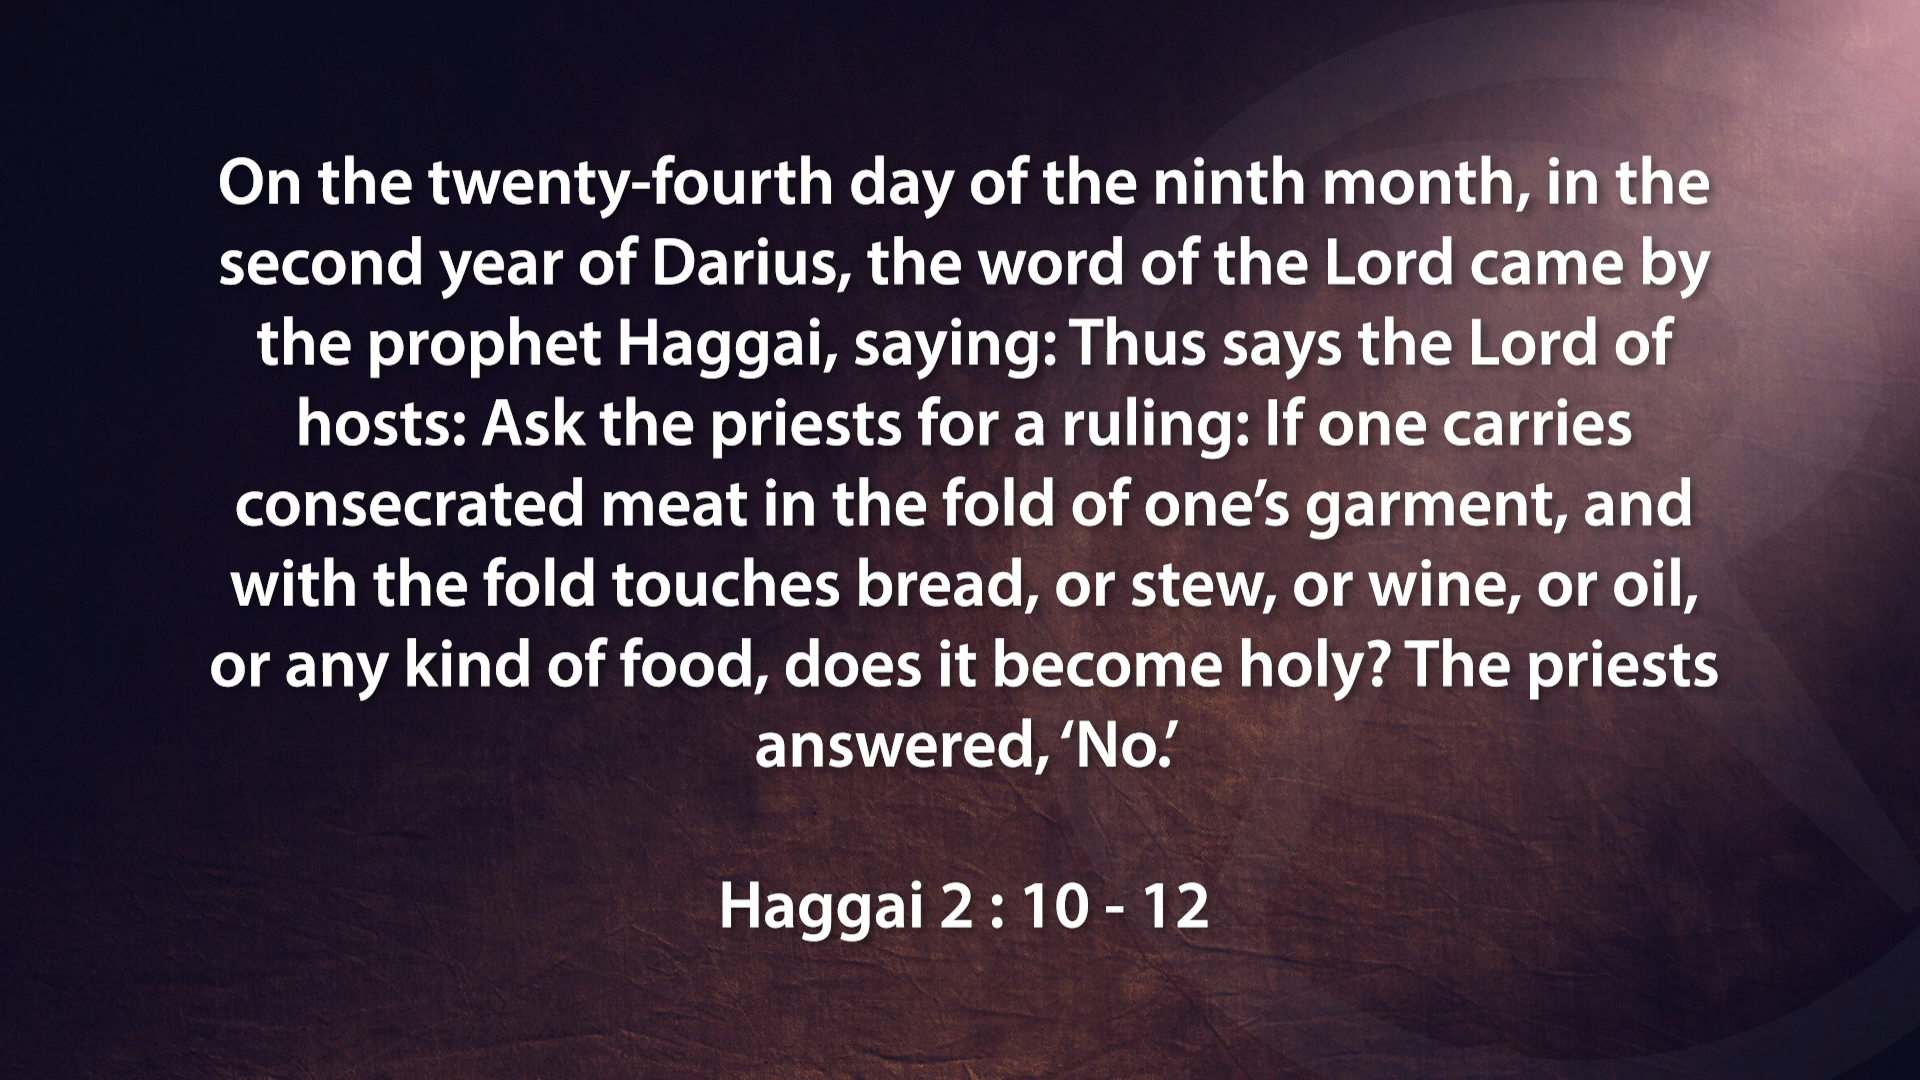 On the twenty-fourth day of the ninth month, in the
second year of Darius, the word of the Lord came by
the prophet Haggai, saying: Thus says the Lord of
hosts: Ask the priests for a ruling: If one carries
consecrated meat in the fold of one’s garment, and
with the fold touches bread, or stew, or wine, or oil,
or any kind of food, does it become holy? The priests
answered, ‘No.’
Haggai 2 : 10 - 12